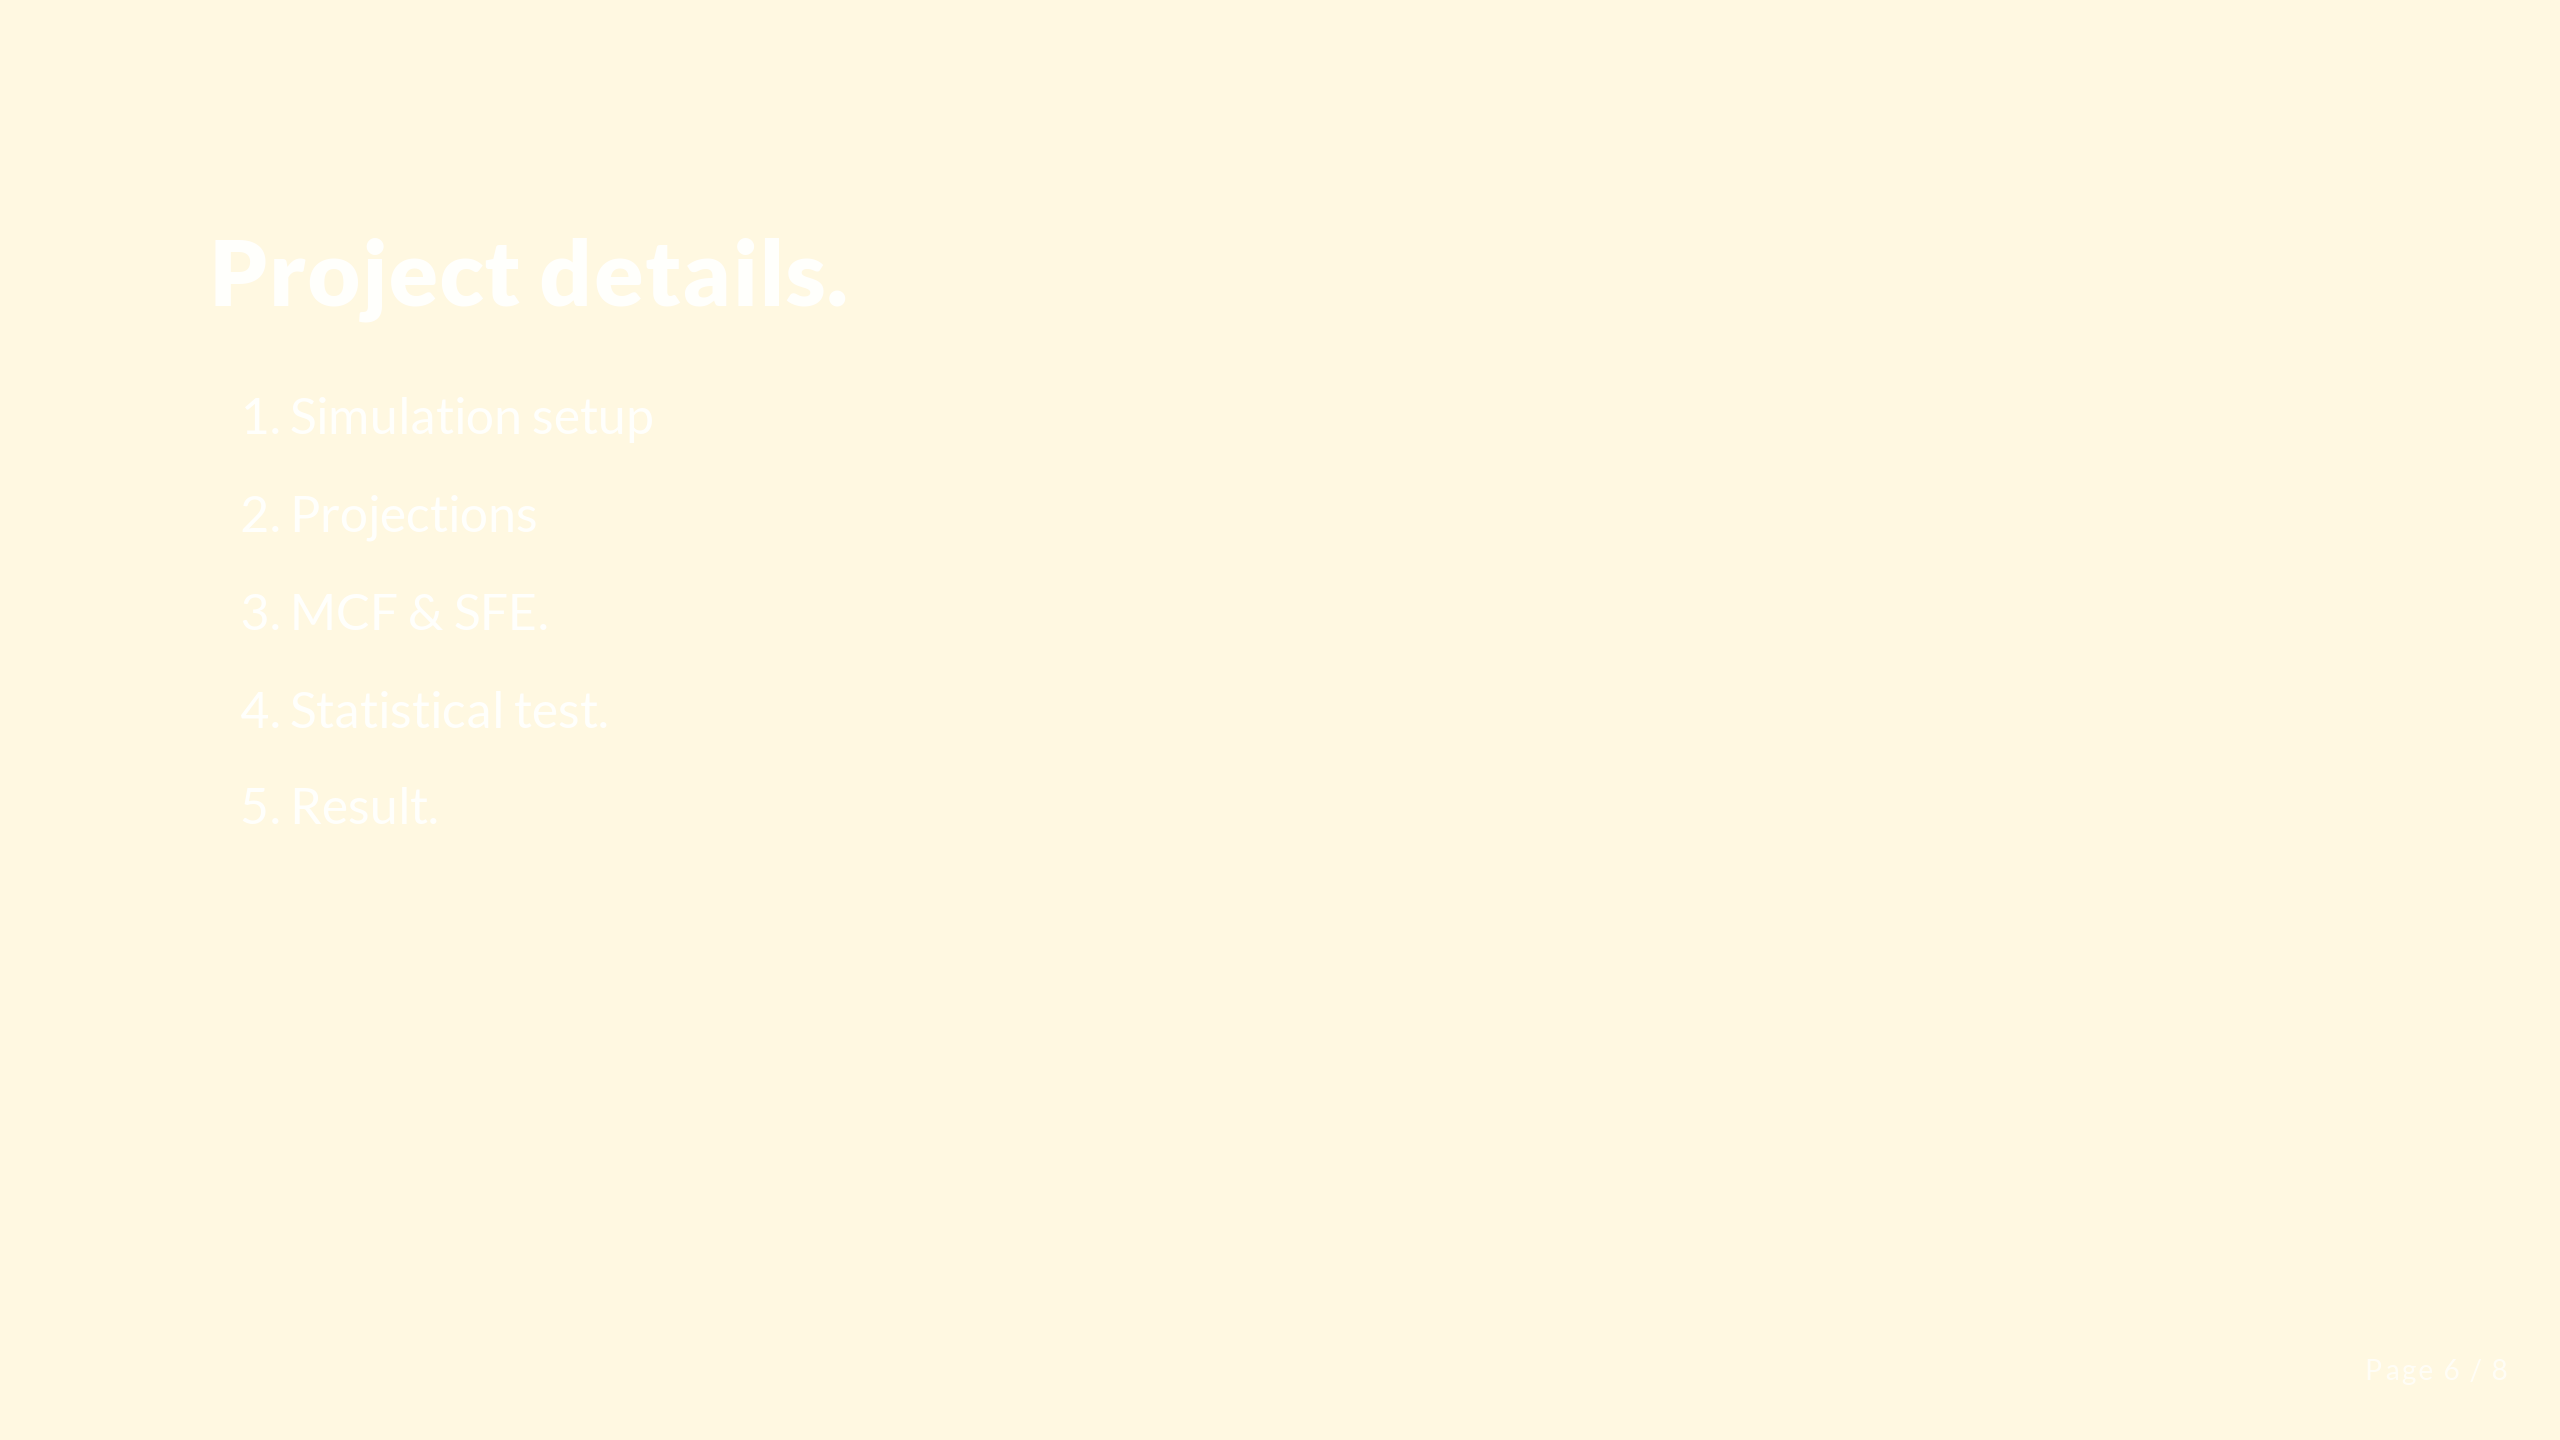 Project details.
1. Simulation setup
2. Projections
3. MCF & SFE.
4. Statistical test.
5. Result.
Page 6 / 8